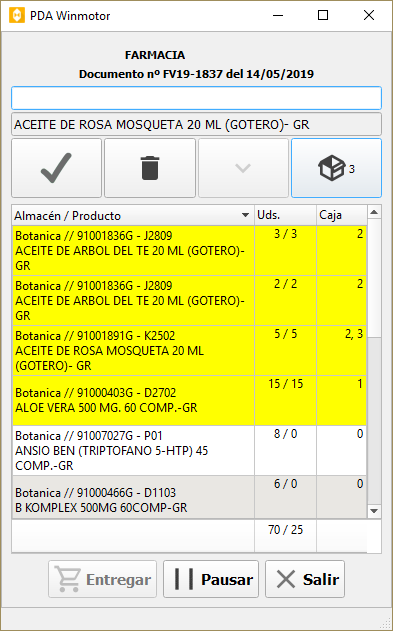 PDA Winmotor
FARMACIA
Documento nº FV19-1837 del 14/05/2019
ACEITE DE ROSA MOSQUETA 20 ML (GOTERO)- GR
3
Almacén / Producto Uds. Caja
Botanica // 91001836G - J2809 3 / 3 2
ACEITE DE ARBOL DEL TE 20 ML (GOTERO)-
GR
Botanica // 91001836G - J2809 2 / 2 2
ACEITE DE ARBOL DEL TE 20 ML (GOTERO)-
GR
Botanica // 91001891G - K2502 5 / 5 2, 3
ACEITE DE ROSA MOSQUETA 20 ML
(GOTERO)- GR
Botanica // 91000403G - D2702 15 / 15 1
ALOE VERA 500 MG. 60 COMP.-GR
Botanica // 91007027G - P01 8 / 0 0
ANSIO BEN (TRIPTOFANO 5-HTP) 45
COMP.-GR
Botanica // 91000466G - D1103 6 / 0 0
B KOMPLEX 500MG 60COMP-GR
70 / 25
Entregar Pausar Salir